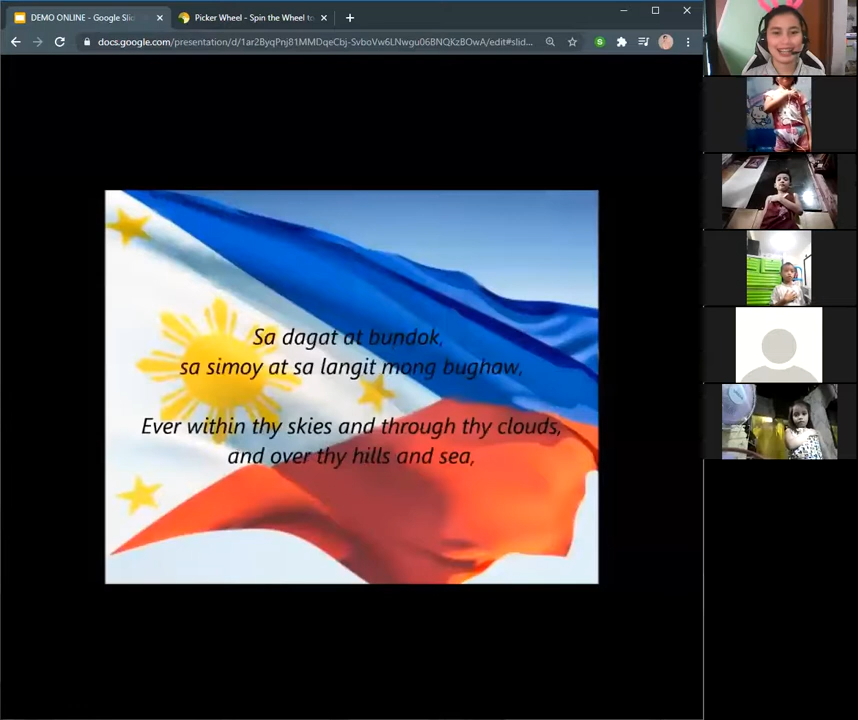 DEMO ONLINE - Google Slid
Picker Wheel - Spin the Wheel to
docs.google.com/presentation/d/1ar2ByqPnj81MMDqeCbj-SvboVw6LNwgu06BNQKzBOwA/edit#slid...
Sa dagat at bundok,
sa simoy at sa langit mong bughaw,
Ever within thy skies and through thy clouds,
and over thy hills and sea,